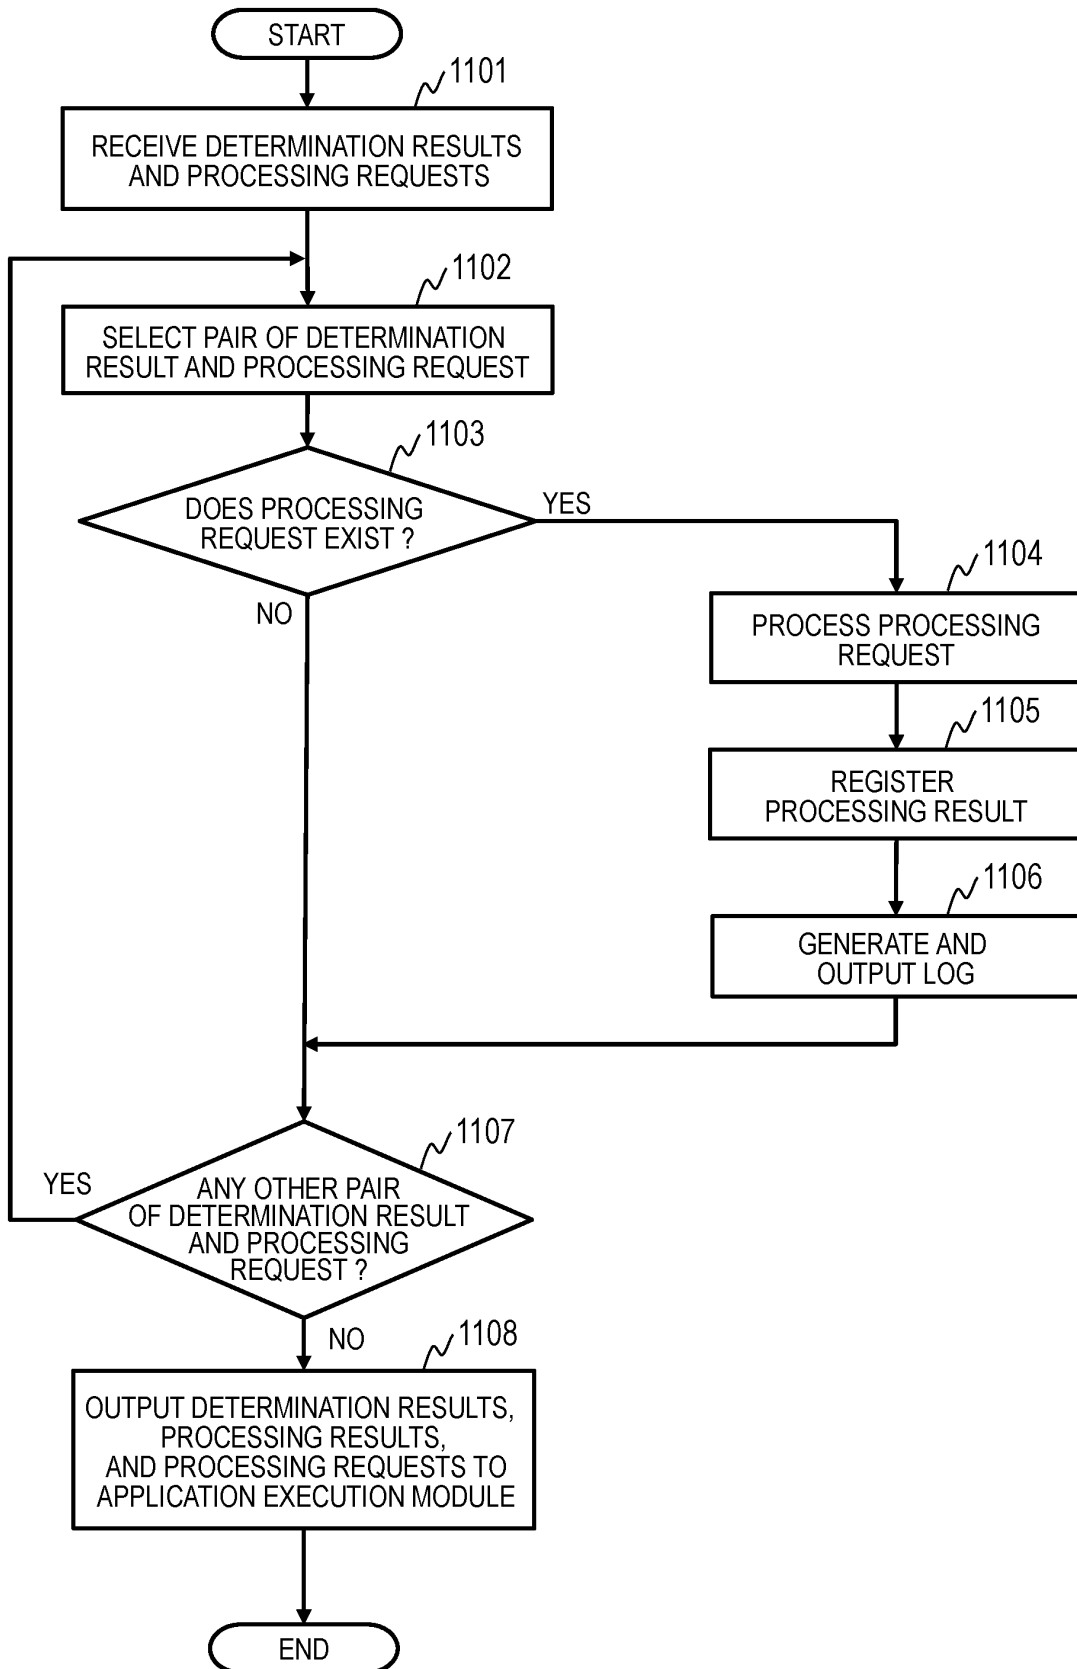 START
1101
RECEIVE DETERMINATION RESULTS
AND PROCESSING REQUESTS
1102
SELECT PAIR OF DETERMINATION
RESULT AND PROCESSING REQUEST
1103
DOES PROCESSING
REQUEST EXIST ?
YES
NO
1104
PROCESS PROCESSING
REQUEST
1105
REGISTER
PROCESSING RESULT
1106
GENERATE AND
OUTPUT LOG
1107
YES
ANY OTHER PAIR
OF DETERMINATION RESULT
AND PROCESSING
REQUEST ?
NO
1108
OUTPUT DETERMINATION RESULTS,
PROCESSING RESULTS,
AND PROCESSING REQUESTS TO
APPLICATION EXECUTION MODULE
END